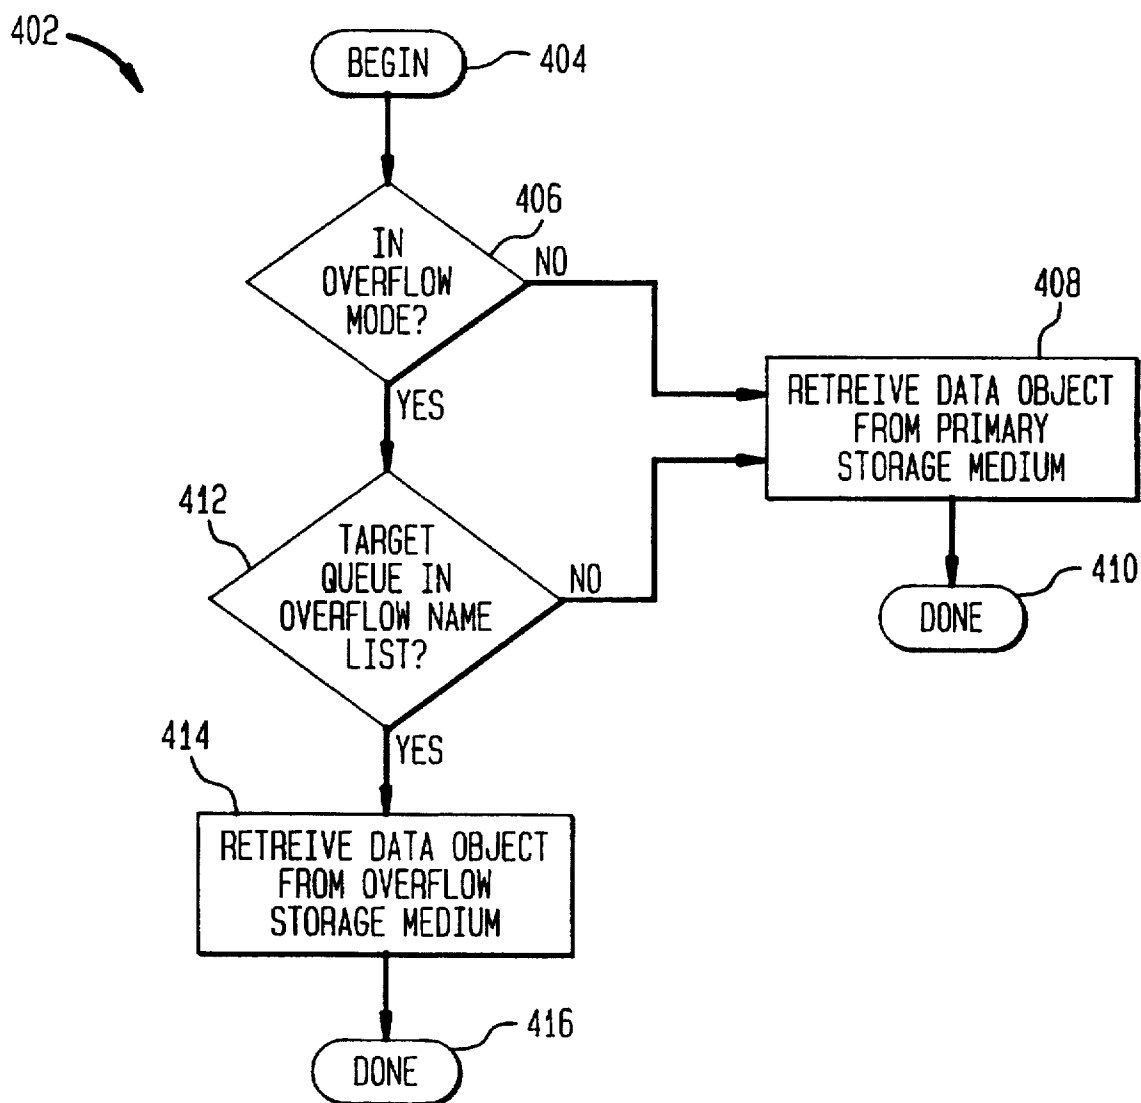 402
BEGIN
404
406
IN
OVERFLOW
MODE?
NO
YES
408
RETREIVE DATA OBJECT
FROM PRIMARY
STORAGE MEDIUM
412
TARGET
QUEUE IN
OVERFLOW NAME
LIST?
NO
YES
410
DONE
414
RETREIVE DATA OBJECT
FROM OVERFLOW
STORAGE MEDIUM
416
DONE